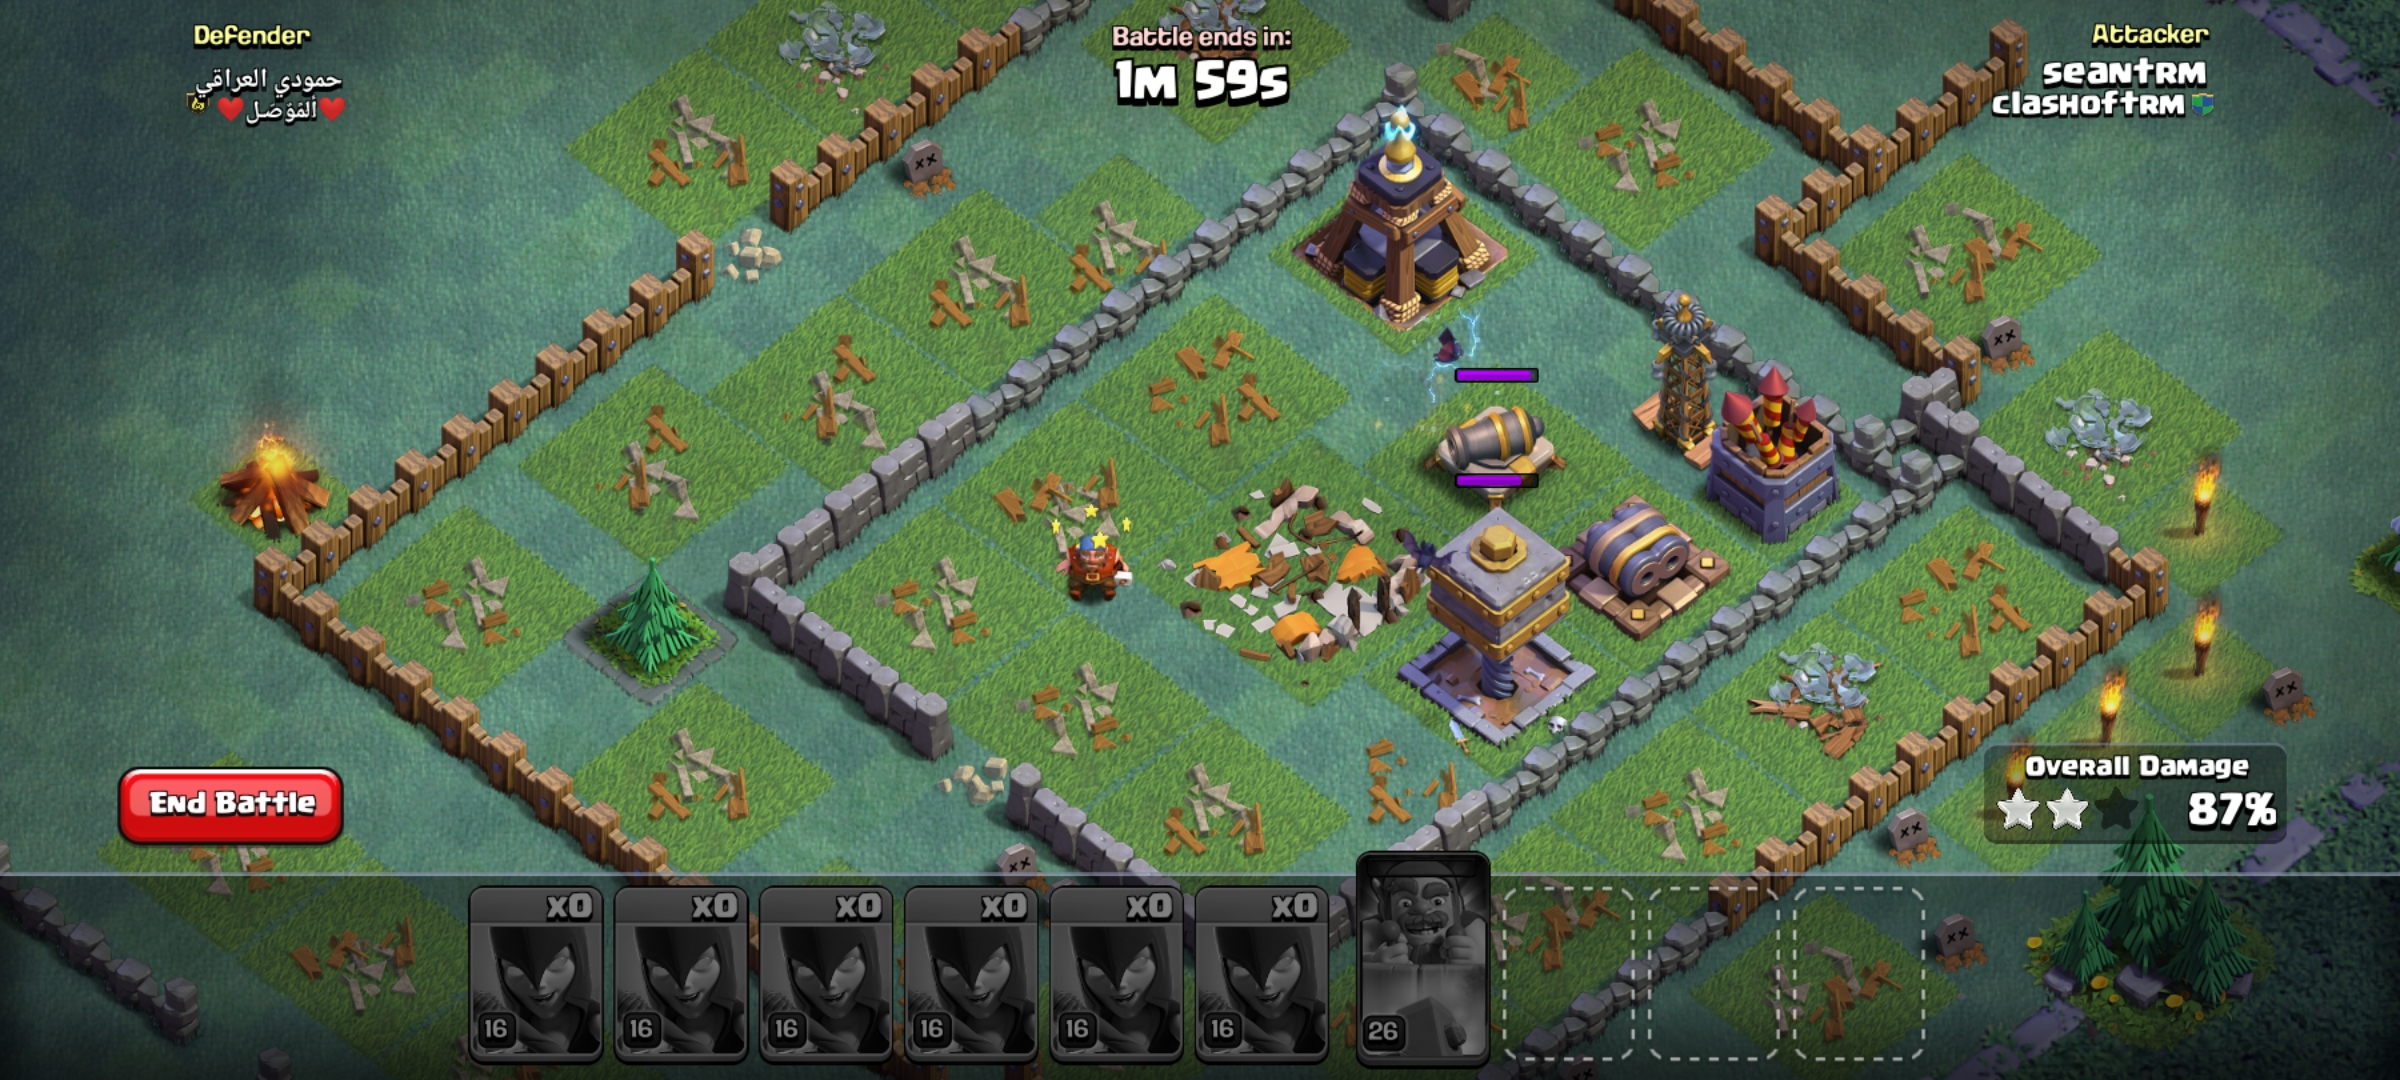 Defender
حمودي العراقي
❤️ألمَوْصَل❤️
Battle ends in:
1M 59s
Attacker
seantRM
clashoftRM
End Battle
Overall Damage
87%
x0
x0
x0
x0
x0
x0
16
16
16
16
16
16
26